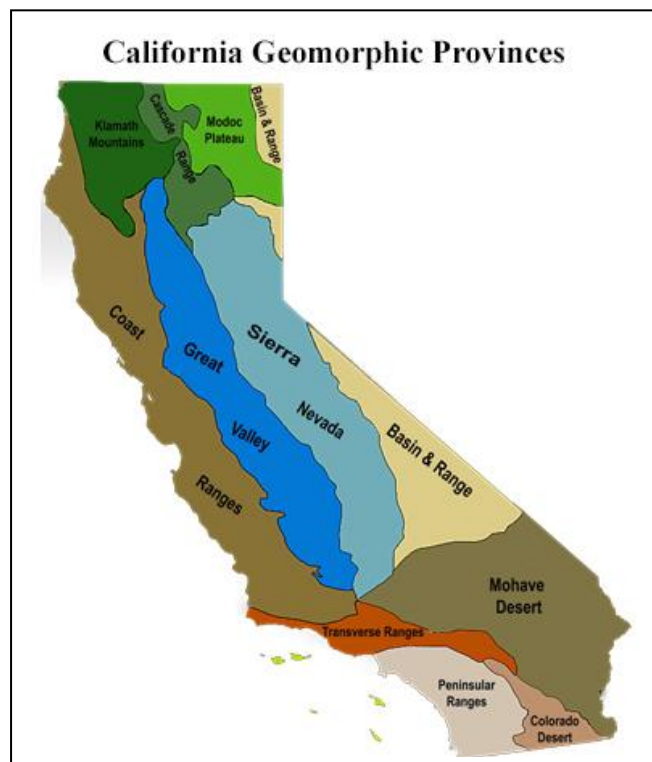 California Geomorphic Provinces
Klamath
Mountains
Cascade
Range
Modoc
Plateau
Basin & Range
Coast
Ranges
Great
Valley
Sierra
Nevada
Basin & Range
Mohave
Desert
Transverse Ranges
Peninsular
Ranges
Colorado
Desert